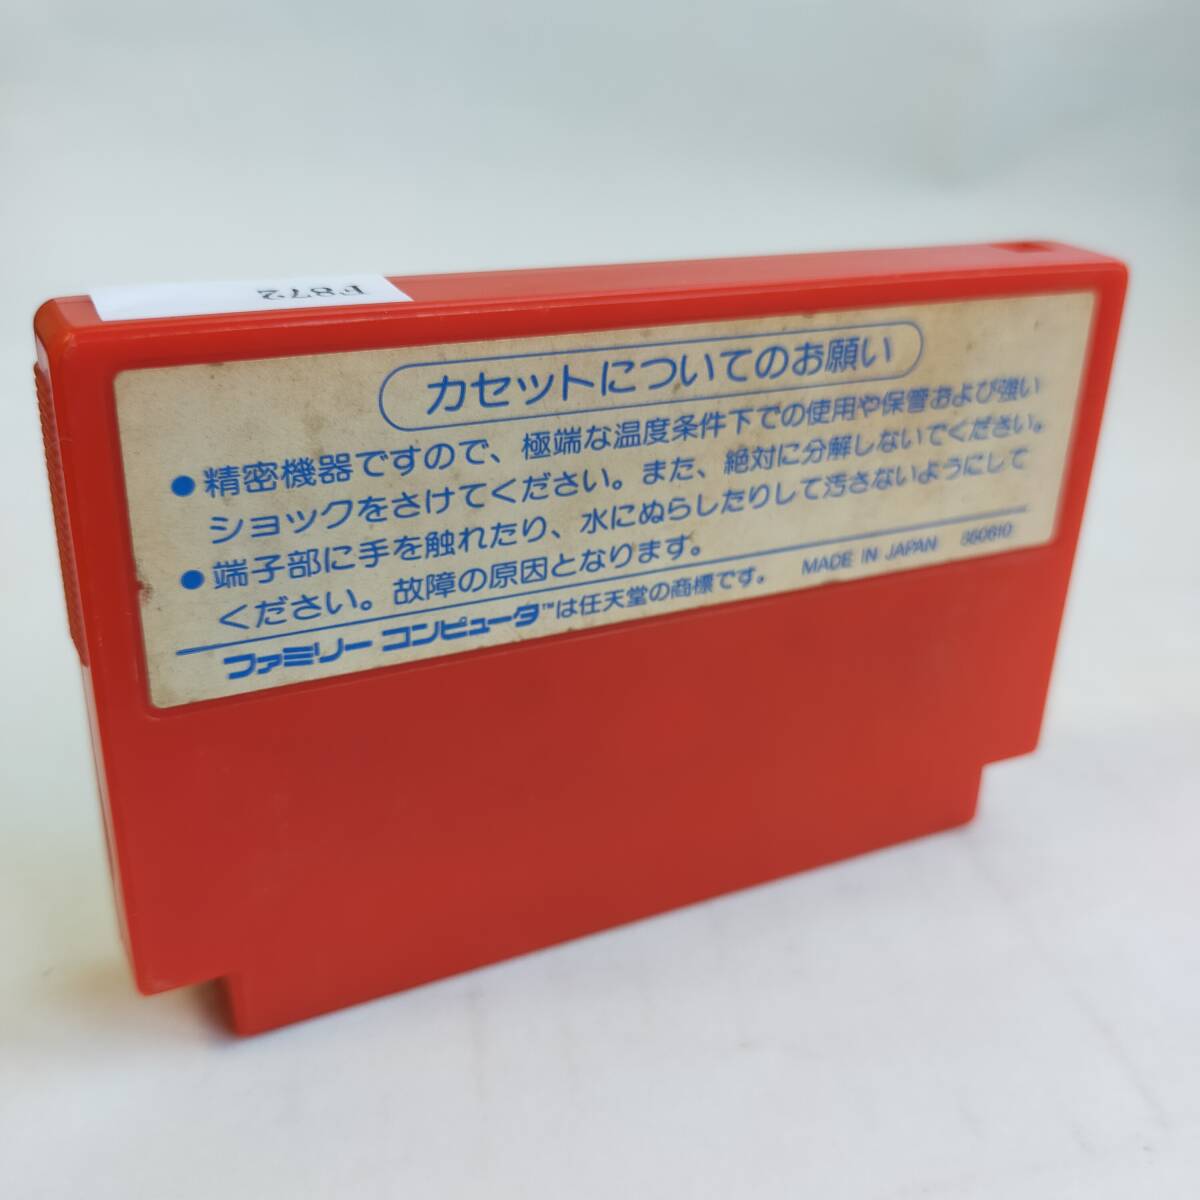 F872
カセットについてのお願い
●精密機器ですので、極端な温度条件下での使用や保管および強い
ショックをさけてください。また、絶対に分解しないでください。
●端子部に手を触れたり、水にぬらしたりして汚さないようにして
ください。故障の原因となります。
ファミリーコンピュータ™は任天堂の商標です。 MADE IN JAPAN 860610